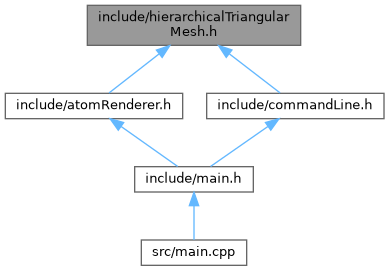 include/hierarchicalTriangular
Mesh.h
include/atomRenderer.h
include/commandLine.h
include/main.h
src/main.cpp